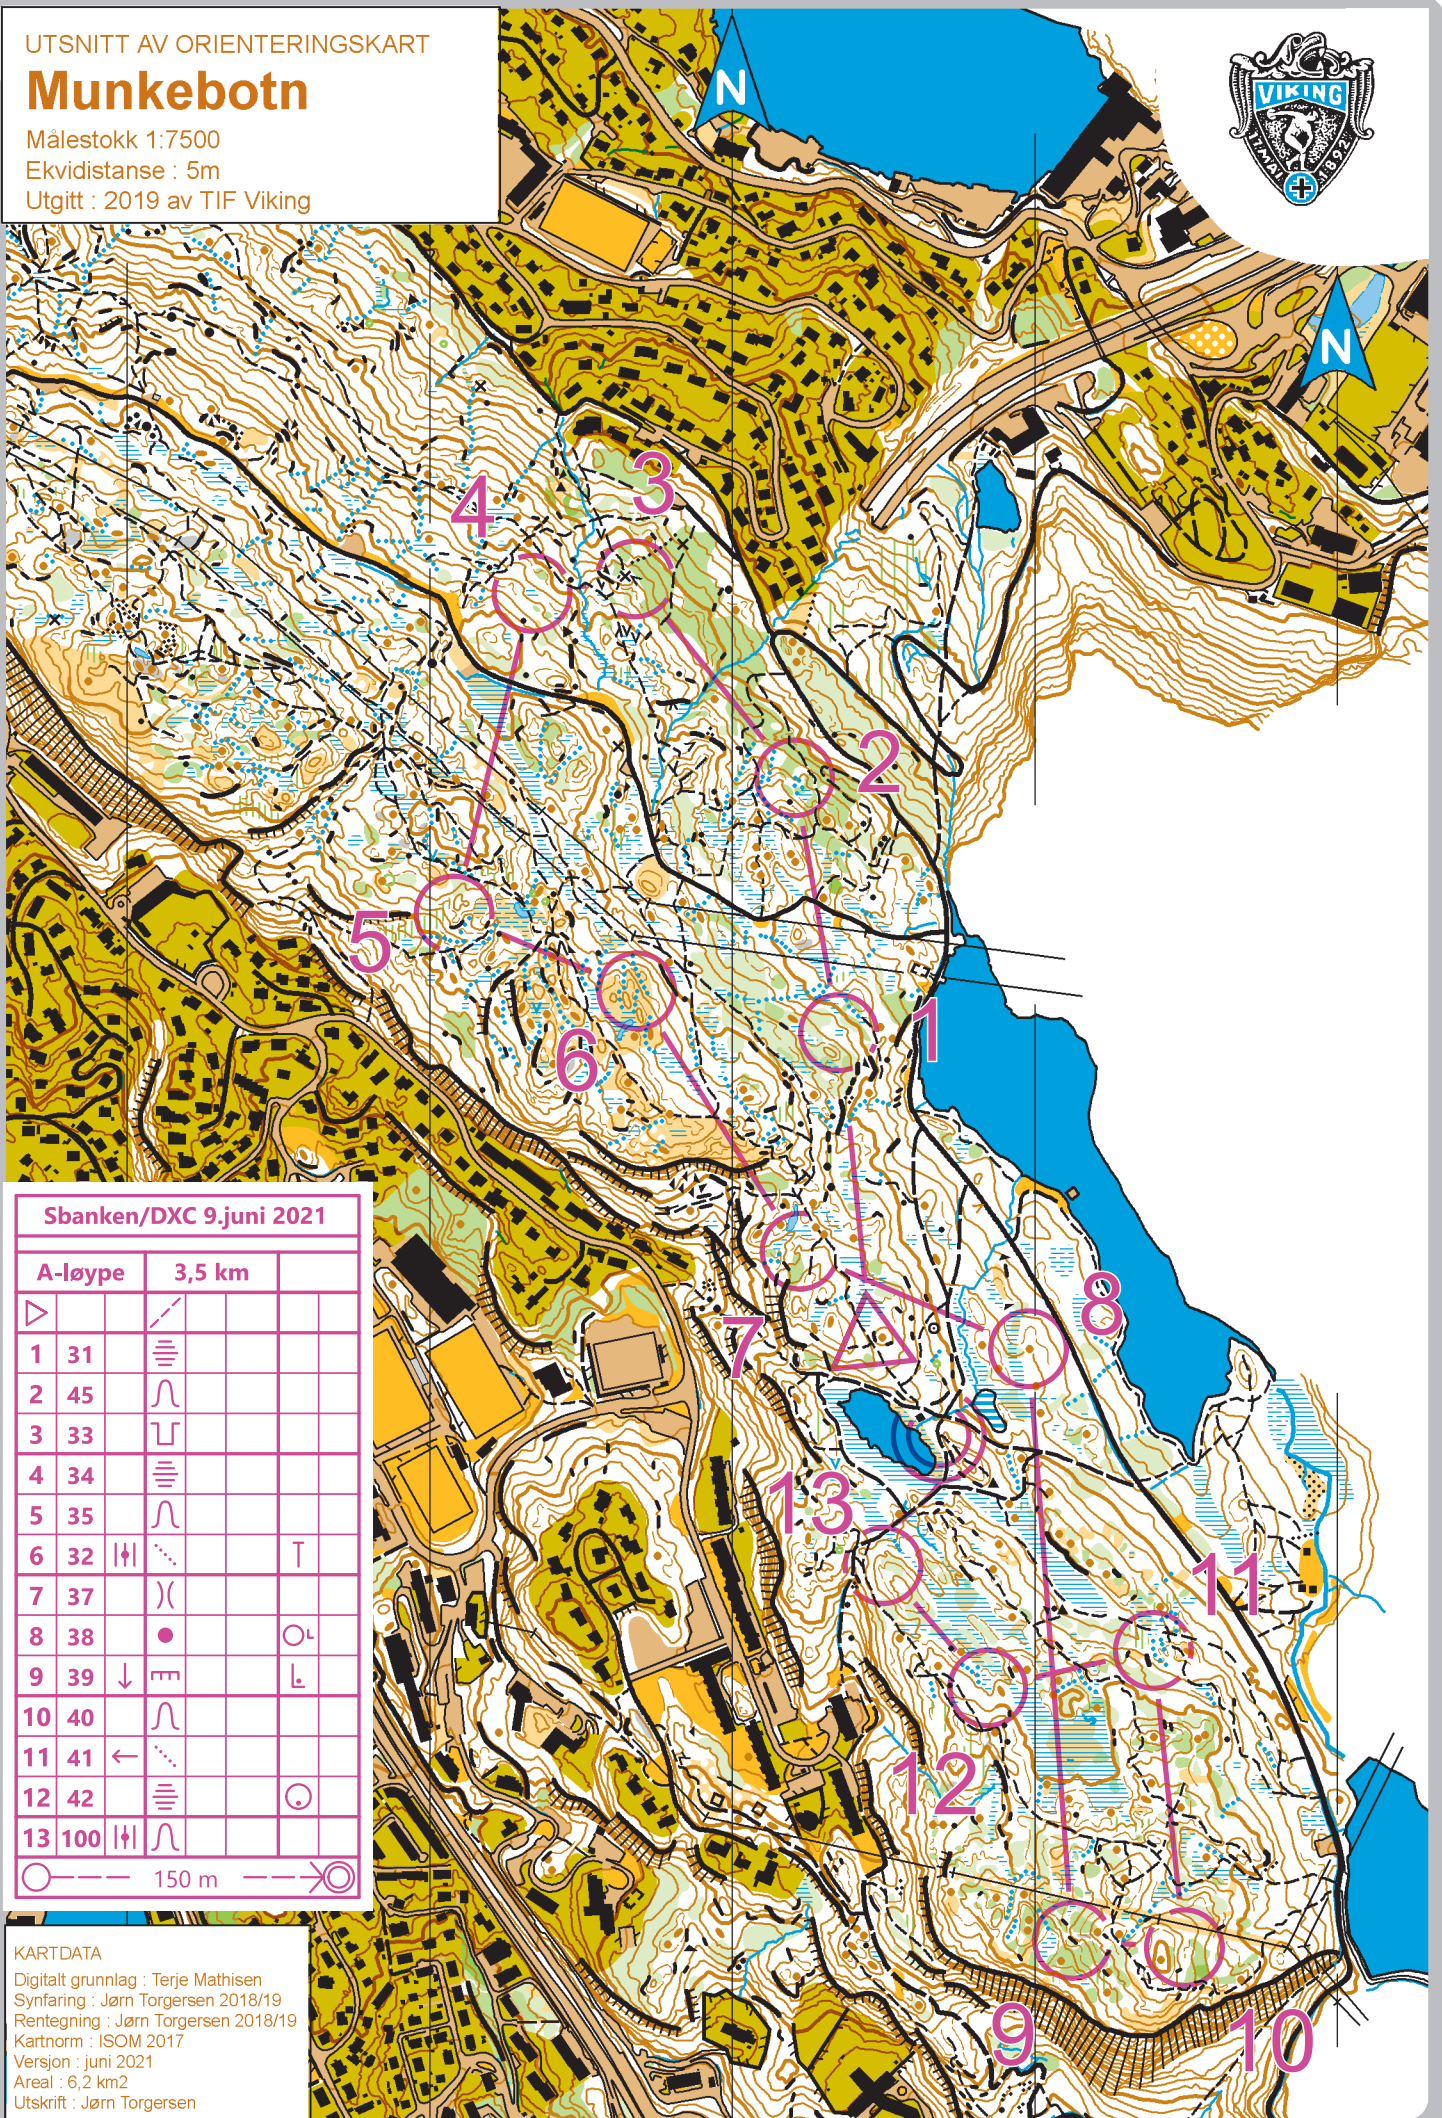 UTSNITT AV ORIENTERINGSKART
Munkebotn
Målestokk 1:7500
Ekvidistanse : 5m
Utgitt : 2019 av TIF Viking
N
VIKING
17.MAI 1892
N
3
4
2
5
1
6
8
7
13
11
12
9
10
Sbanken/DXC 9.juni 2021
A-løype 3,5 km
1 31
2 45
3 33
4 34
5 35
6 32
7 37
8 38
9 39
10 40
11 41
12 42
13 100
150 m
KARTDATA
Digitalt grunnlag : Terje Mathisen
Synfaring : Jørn Torgersen 2018/19
Rentegning : Jørn Torgersen 2018/19
Kartnorm : ISOM 2017
Versjon : juni 2021
Areal : 6,2 km2
Utskrift : Jørn Torgersen